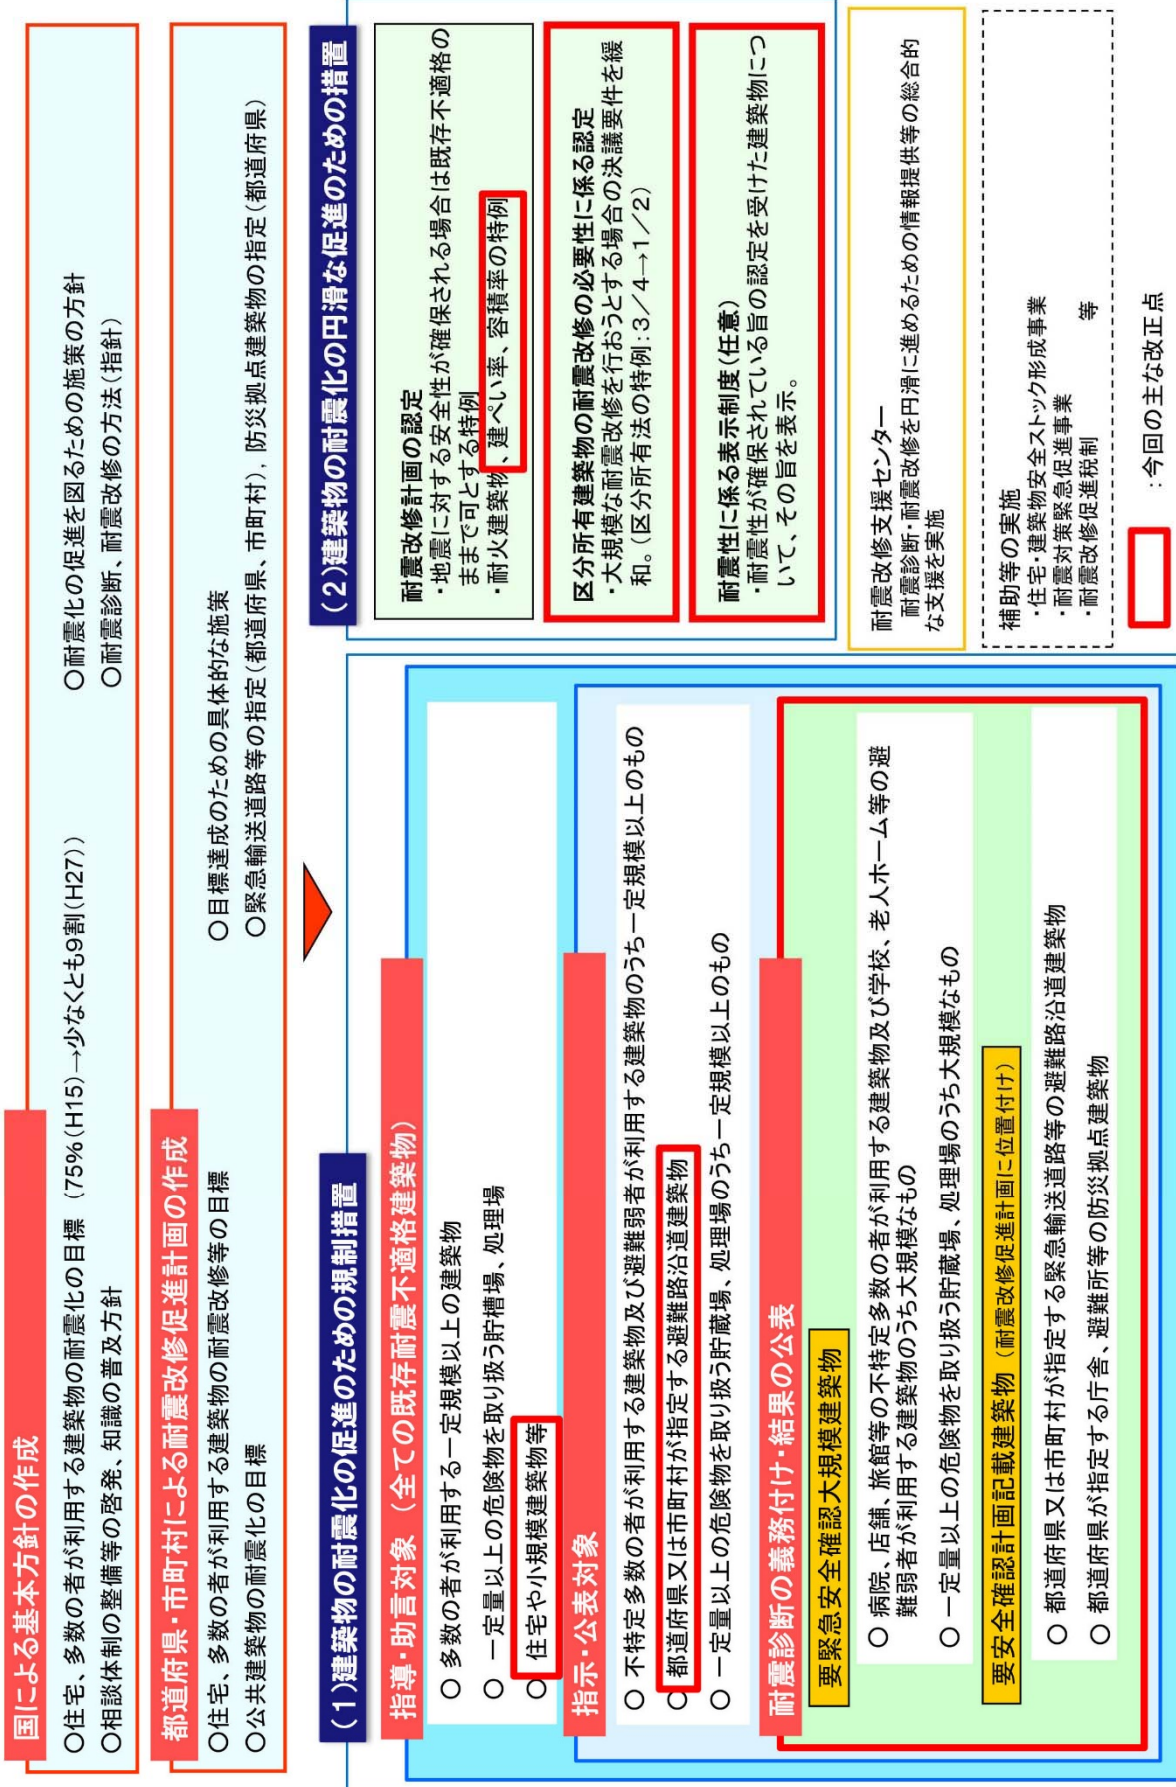 国による基本方針の作成
○住宅、多数の者が利用する建築物の耐震化の目標 (75%(H15)→少なくとも9割(H27))
○相談体制の整備等の啓発、知識の普及方針
○耐震化の促進を図るための施策の方針
○耐震診断、耐震改修の方法(指針)
都道府県・市町村による耐震改修促進計画の作成
○住宅、多数の者が利用する建築物の耐震改修等の目標
○公共建築物の耐震化の目標
○目標達成のための具体的な施策
○緊急輸送道路等の指定(都道府県、市町村), 防災拠点建築物の指定(都道府県)
(1)建築物の耐震化の促進のための規制措置
指導・助言対象 (全ての既存耐震不適格建築物)
○ 多数の者が利用する一定規模以上の建築物
○ 一定量以上の危険物を取り扱う貯槽場、処理場
○ 住宅や小規模建築物等
指示・公表対象
○ 不特定多数の者が利用する建築物及び避難弱者が利用する建築物のうち一定規模以上のもの
○ 都道府県又は市町村が指定する避難路沿道建築物
○ 一定量以上の危険物を取り扱う貯蔵場、処理場のうち一定規模以上のもの
耐震診断の義務付け・結果の公表
要緊急安全確認大規模建築物
○ 病院、店舗、旅館等の不特定多数の者が利用する建築物及び学校、老人ホーム等の避
難弱者が利用する建築物のうち大規模なもの
○ 一定量以上の危険物を取り扱う貯蔵場、処理場のうち大規模なもの
要安全確認計画記載建築物 (耐震改修促進計画に位置付け)
○ 都道府県又は市町村が指定する緊急輸送道路等の避難路沿道建築物
○ 都道府県が指定する庁舎、避難所等の防災拠点建築物
(2)建築物の耐震化の円滑な促進のための措置
耐震改修計画の認定
・地震に対する安全性が確保される場合は既存不適格の
ままで可とする特例
・耐火建築物、建ぺい率、容積率の特例
区分所有建築物の耐震改修の必要性に係る認定
・大規模な耐震改修を行おうとする場合の決議要件を緩
和。(区分所有法の特例:3/4→1/2)
耐震性に係る表示制度(任意)
・耐震性が確保されている旨の認定を受けた建築物につ
いて、その旨を表示。
耐震改修支援センター
耐震診断・耐震改修を円滑に進めるための情報提供等の総合的
な支援を実施
補助等の実施
・住宅・建築物安全ストック形成事業
・耐震対策緊急促進事業
・耐震改修促進税制 等
:今回の主な改正点